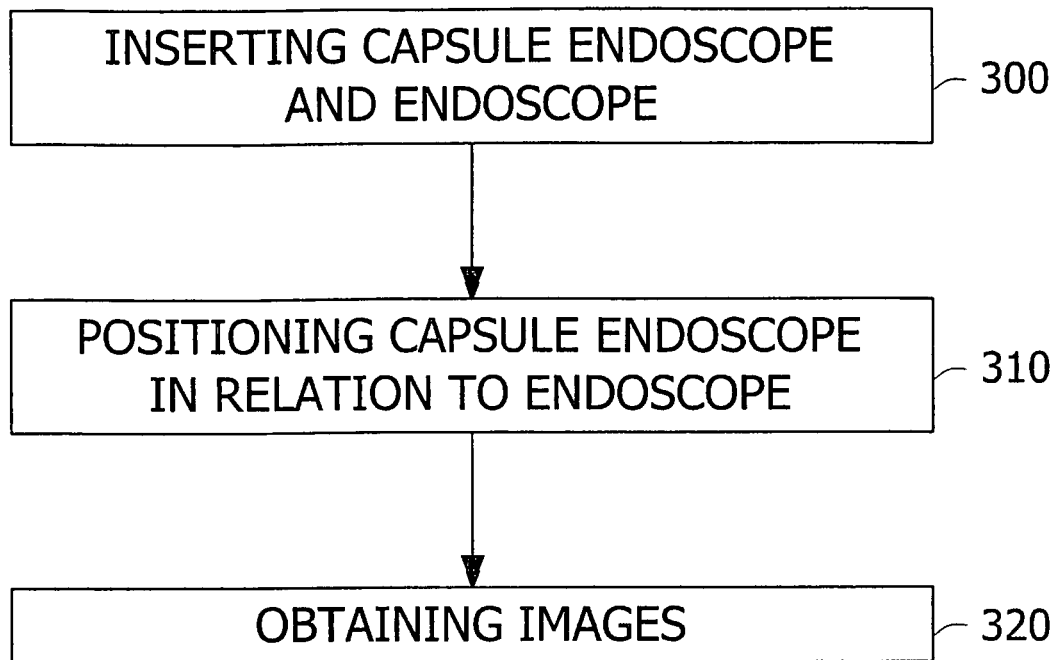 INSERTING CAPSULE ENDOSCOPE
AND ENDOSCOPE
300
POSITIONING CAPSULE ENDOSCOPE
IN RELATION TO ENDOSCOPE
310
OBTAINING IMAGES
320